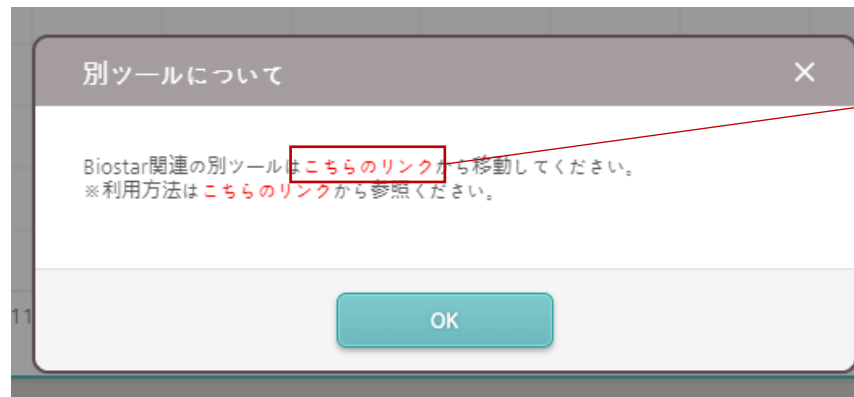 別ツールについて
Biostar関連の別ツールはこちらのリンクから移動してください。
※利用方法はこちらのリンクから参照ください。
11
OK